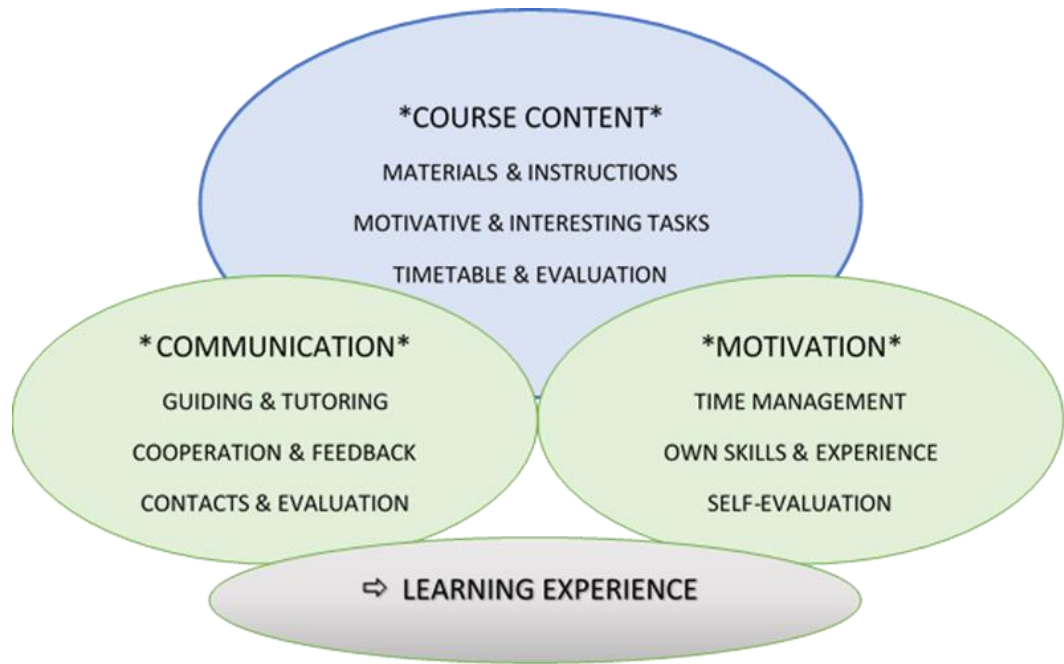 *COURSE CONTENT*
MATERIALS & INSTRUCTIONS
MOTIVATIVE & INTERESTING TASKS
TIMETABLE & EVALUATION
*COMMUNICATION*
GUIDING & TUTORING
COOPERATION & FEEDBACK
CONTACTS & EVALUATION
*MOTIVATION*
TIME MANAGEMENT
OWN SKILLS & EXPERIENCE
SELF-EVALUATION
⇨ LEARNING EXPERIENCE